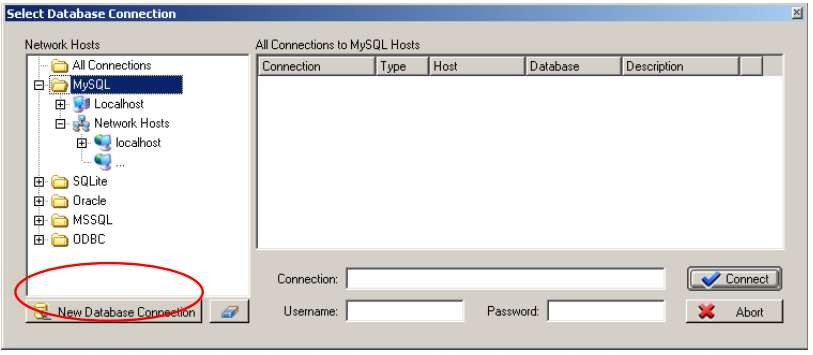 Select Database Connection
Network Hosts
All Connections to MySQL Hosts
All Connections
MySQL
Localhost
Network Hosts
localhost
...
SQLite
Oracle
MSSQL
ODBC
Connection Type Host Database Description
Connection:
Connect
New Database Connection
Username:
Password:
Abort